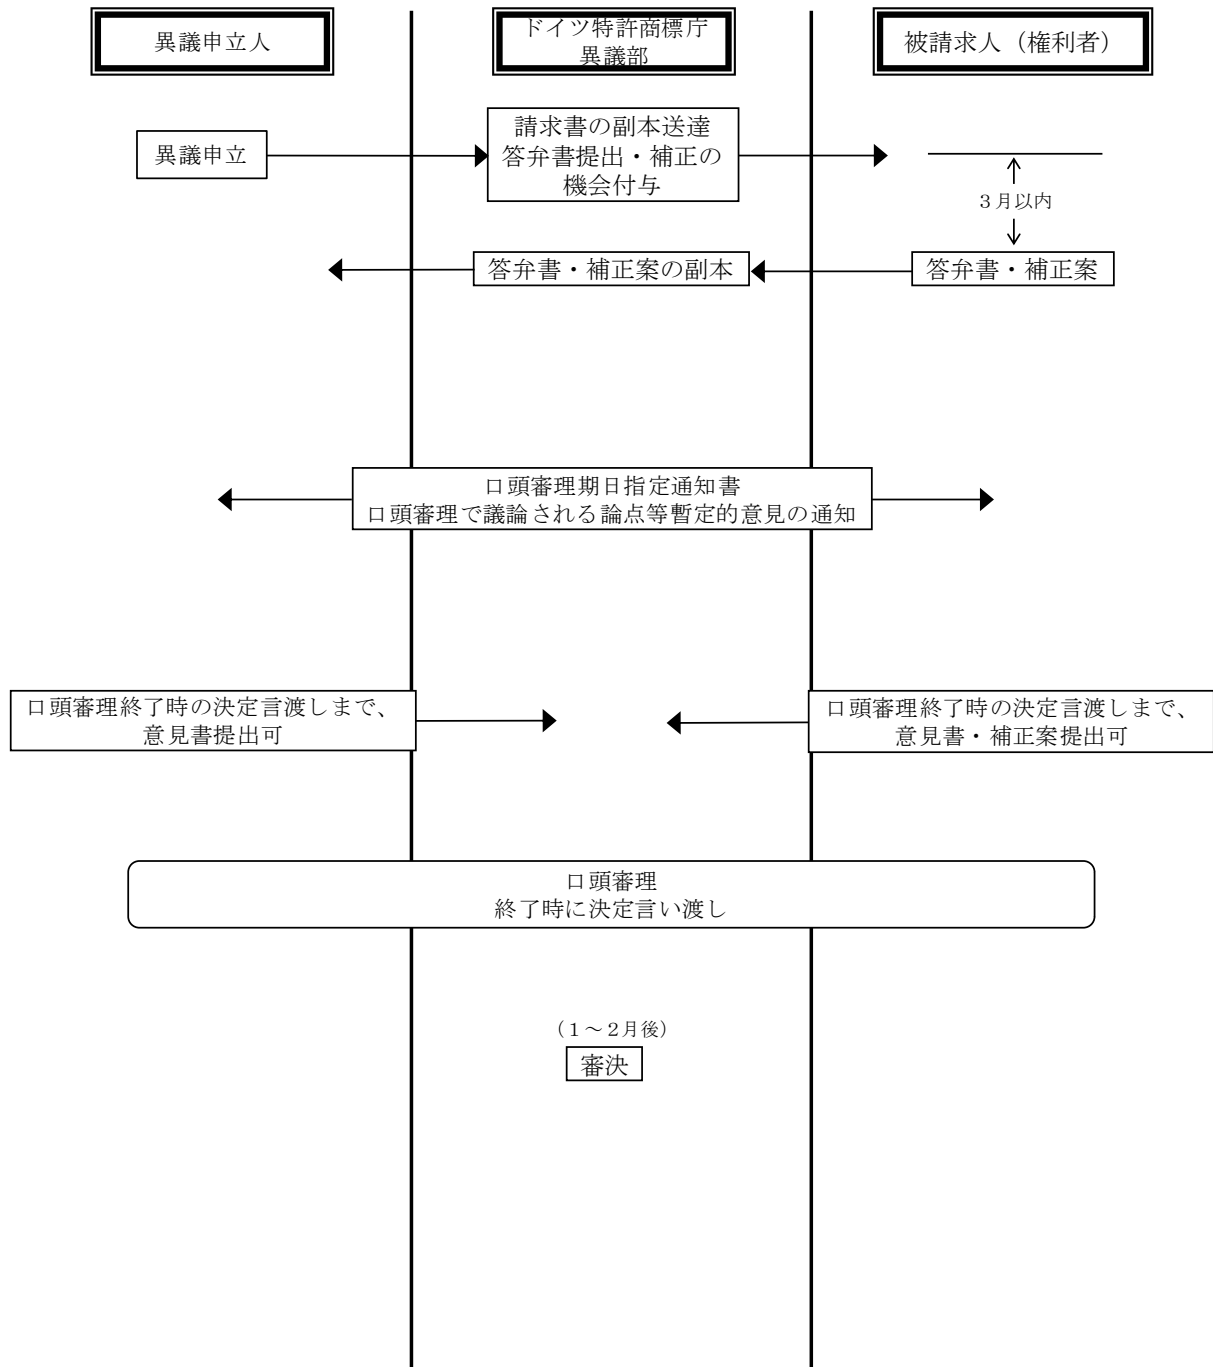 異議申立人
ドイツ特許商標庁
異議部
被請求人（権利者）
異議申立
請求書の副本送達
答弁書提出・補正の
機会付与
３月以内
答弁書・補正案の副本
答弁書・補正案
口頭審理期日指定通知書
口頭審理で議論される論点等暫定的意見の通知
口頭審理終了時の決定言渡しまで、
意見書提出可
口頭審理終了時の決定言渡しまで、
意見書・補正案提出可
口頭審理
終了時に決定言い渡し
（１～２月後）
審決